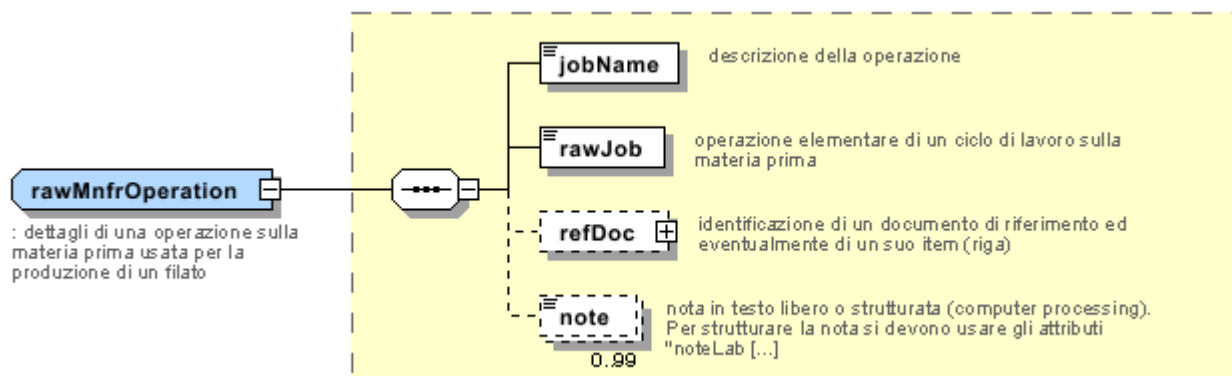 jobName
descrizione della operazione
rawJob
operazione elementare di un ciclo di lavoro sulla
materia prima
rawMnfrOperation
: dettagli di una operazione sulla
materia prima usata per la
produzione di un filato
refDoc
identificazione di un documento di riferimento ed
eventualmente di un suo item (riga)
note
nota in testo libero o strutturata (computer processing).
Per strutturare la nota si devono usare gli attributi
"noteLab [...]
0..99